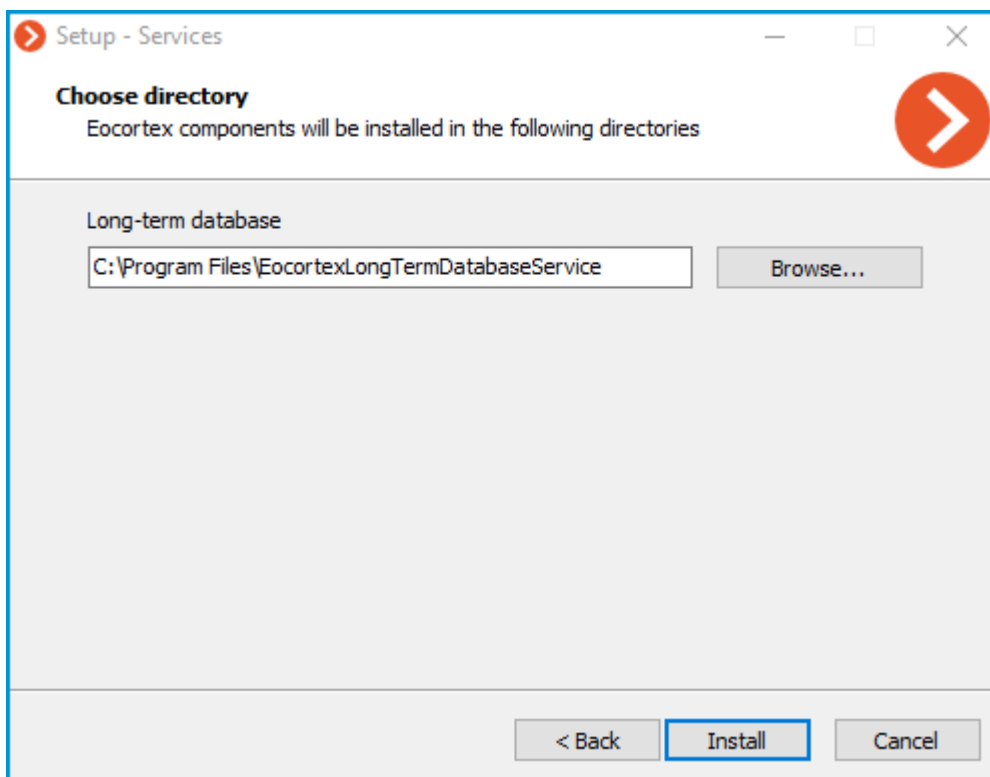 Setup - Services
Choose directory
Eocortex components will be installed in the following directories
Long-term database
C:\Program Files\EocortexLongTermDatabaseService
Browse...
< Back
Install
Cancel